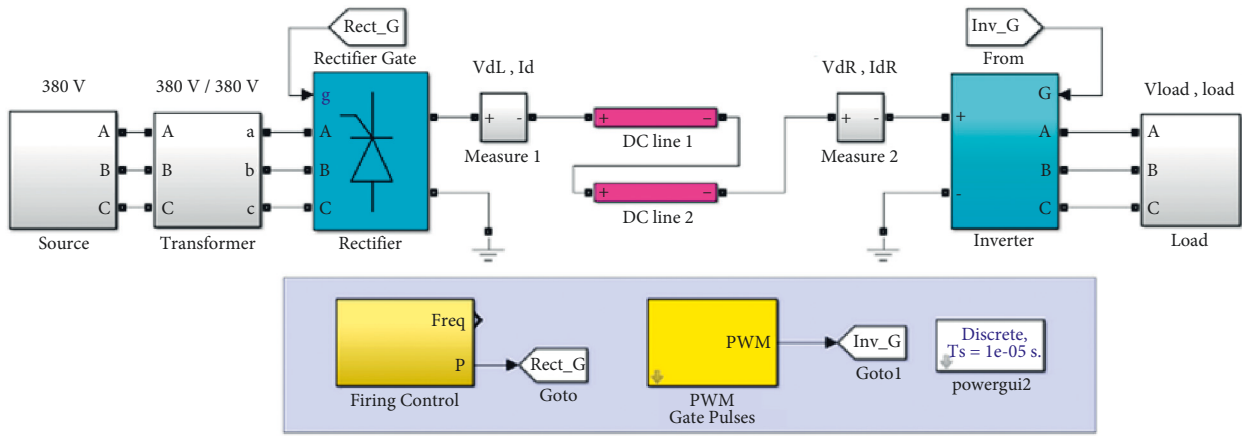 Rect_G
Rectifier Gate
Inv_G
From
380 V
380 V / 380 V
VdL , Id
VdR , IdR
Vload , load
A
B
C
Source
A
B
C
a
b
c
Transformer
g
A
B
C
+
-
Rectifier
+ -
Measure 1
+ -
DC line 1
+ -
DC line 2
+ -
Measure 2
+
-
G
A
B
C
Inverter
A
B
C
Load
Freq
P
Firing Control
Rect_G
Goto
PWM
PWM
Gate Pulses
Inv_G
Goto1
Discrete,
Ts = 1e-05 s.
powergui2